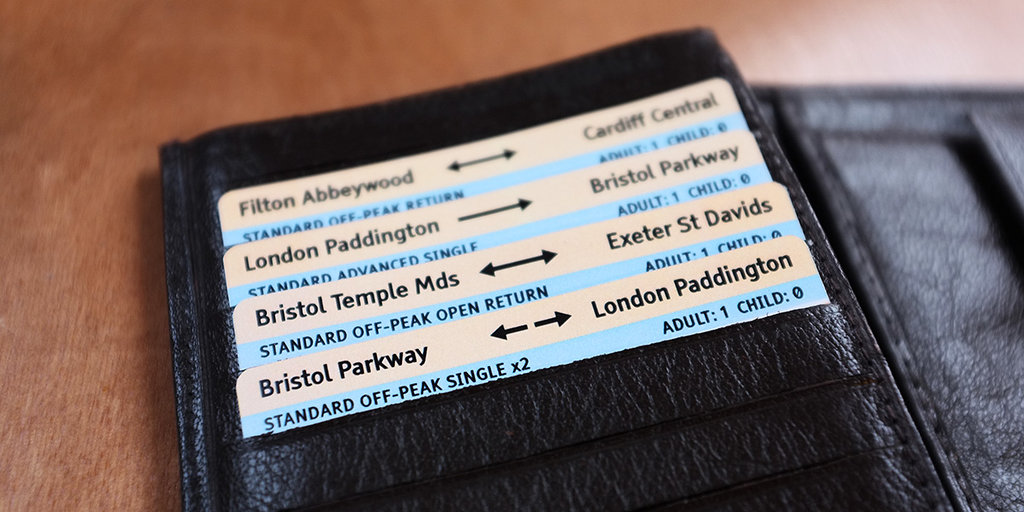 Filton Abbeywood ↔ Cardiff Central
STANDARD OFF-PEAK RETURN ADULT: 1 CHILD: 0
London Paddington → Bristol Parkway
STANDARD ADVANCED SINGLE ADULT: 1 CHILD: 0
Bristol Temple Mds ↔ Exeter St Davids
STANDARD OFF-PEAK OPEN RETURN ADULT: 1 CHILD: 0
Bristol Parkway ← → London Paddington
STANDARD OFF-PEAK SINGLE x2 ADULT: 1 CHILD: 0